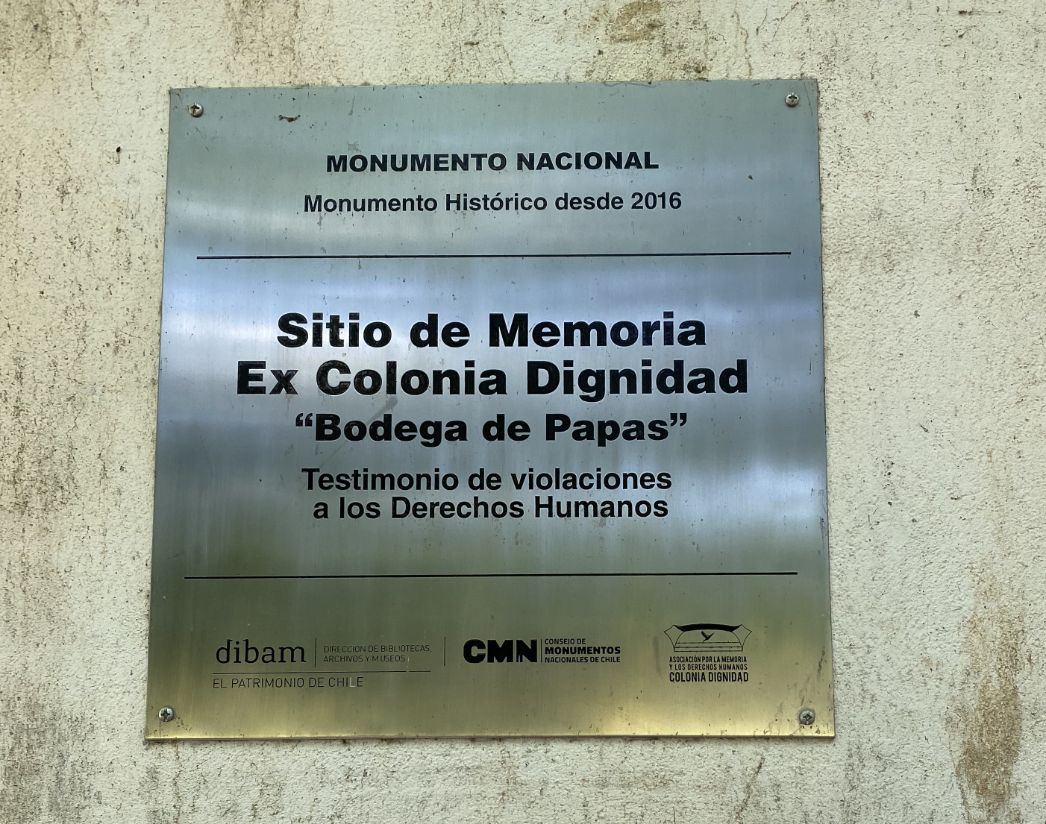 MONUMENTO NACIONAL
Monumento Histórico desde 2016
Sitio de Memoria
Ex Colonia Dignidad
“Bodega de Papas”
Testimonio de violaciones
a los Derechos Humanos
dibam
DIRECCION DE BIBLIOTECAS,
ARCHIVOS Y MUSEOS
EL PATRIMONIO DE CHILE
CMN
CONSEJO DE
MONUMENTOS
NACIONALES DE CHILE
ASOCIACIÓN POR LA MEMORIA
Y LOS DERECHOS HUMANOS
COLONIA DIGNIDAD